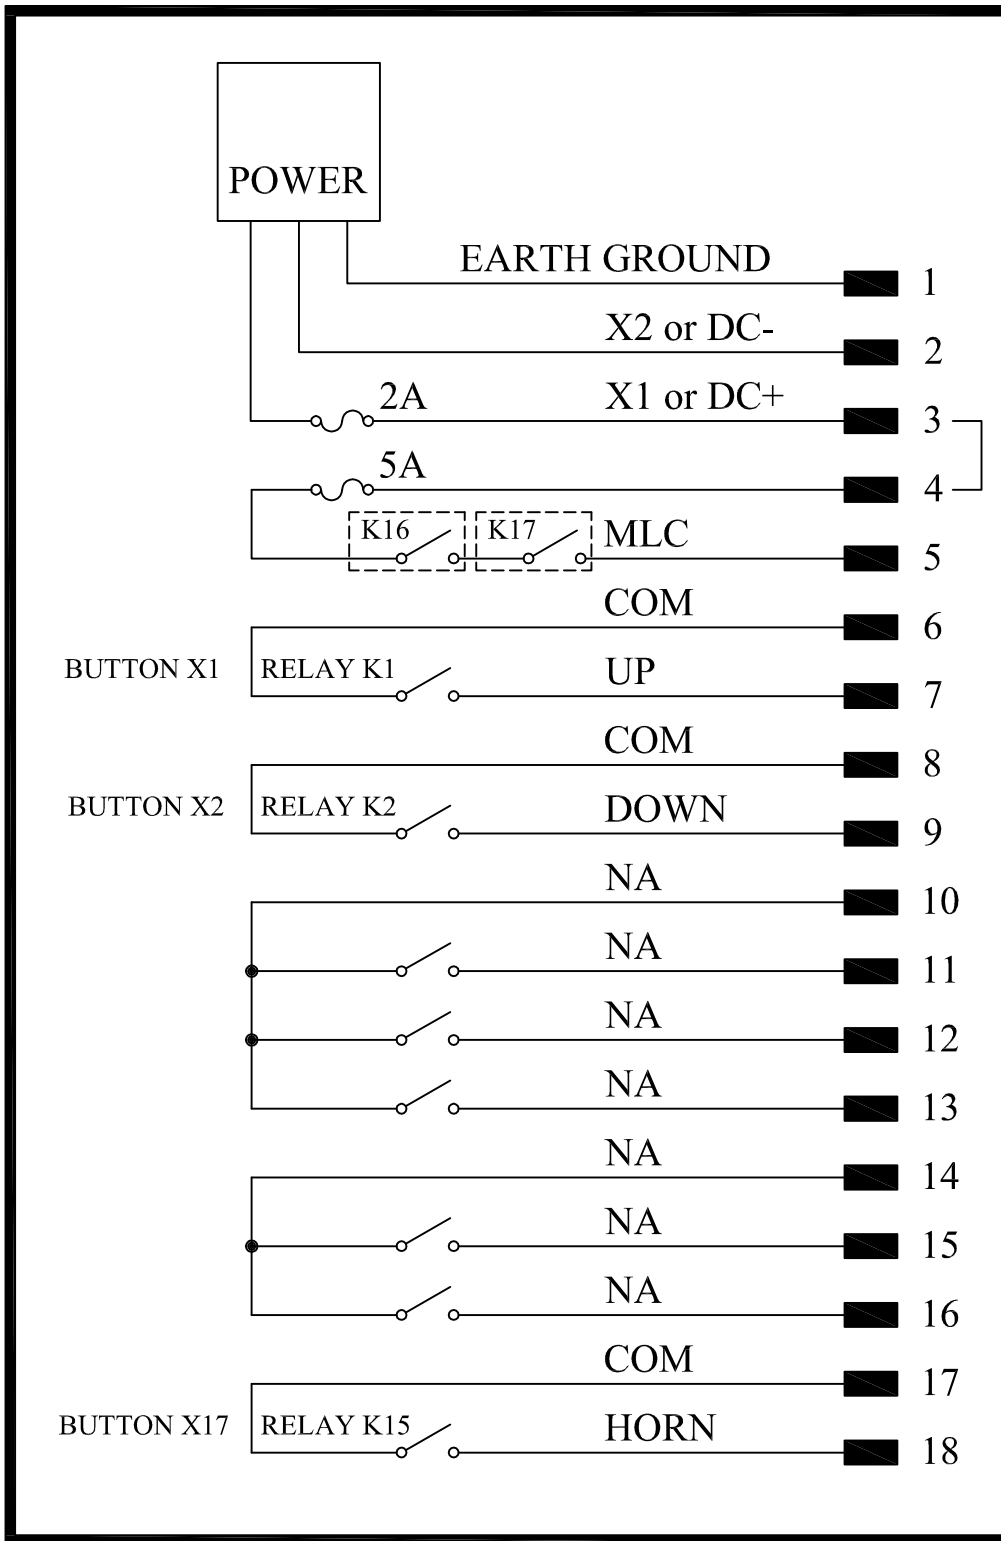 POWER
EARTH GROUND 1
X2 or DC- 2
2A X1 or DC+ 3
5A 4
K16 K17 MLC 5
COM 6
BUTTON X1 RELAY K1 UP 7
COM 8
BUTTON X2 RELAY K2 DOWN 9
NA 10
NA 11
NA 12
NA 13
NA 14
NA 15
NA 16
COM 17
BUTTON X17 RELAY K15 HORN 18